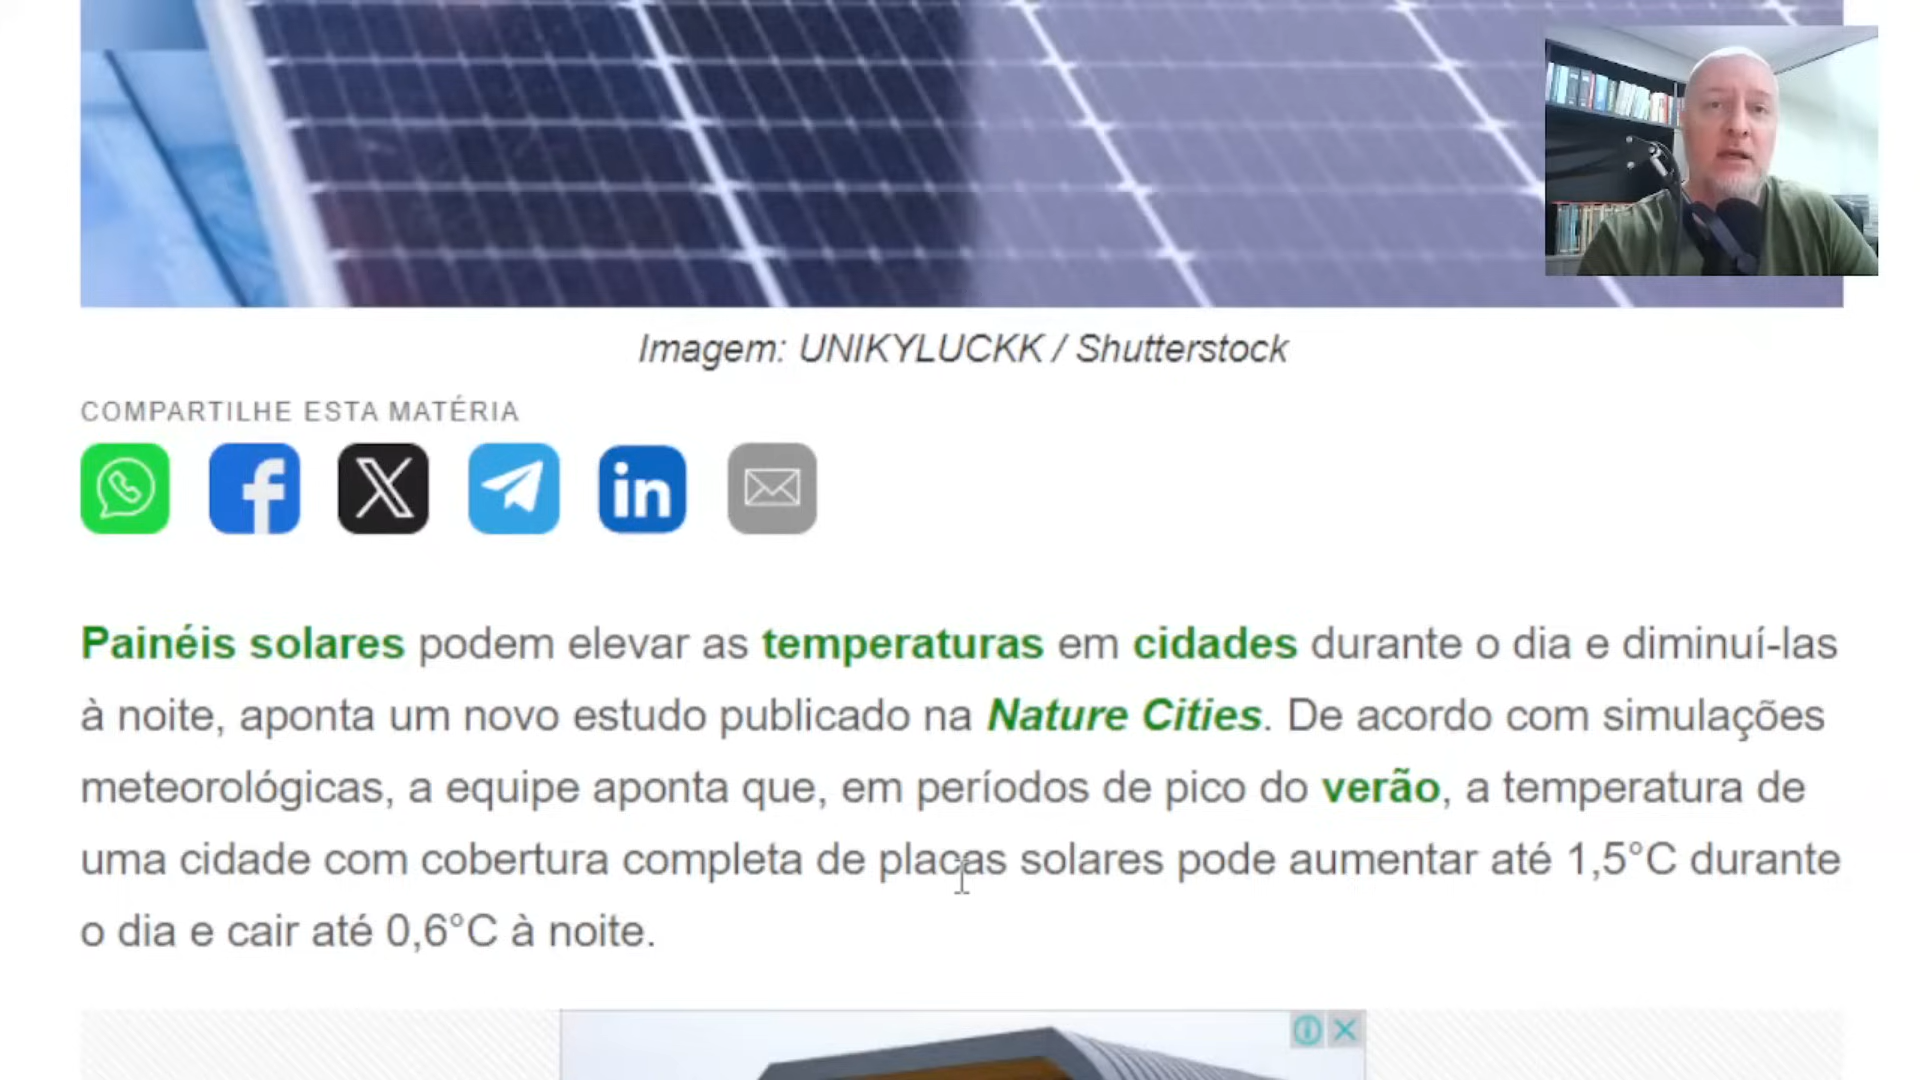 Imagem: UNIKYLUCKK / Shutterstock
COMPARTILHE ESTA MATÉRIA
Painéis solares podem elevar as temperaturas em cidades durante o dia e diminuí-las
à noite, aponta um novo estudo publicado na Nature Cities. De acordo com simulações
meteorológicas, a equipe aponta que, em períodos de pico do verão, a temperatura de
uma cidade com cobertura completa de placas solares pode aumentar até 1,5°C durante
o dia e cair até 0,6°C à noite.